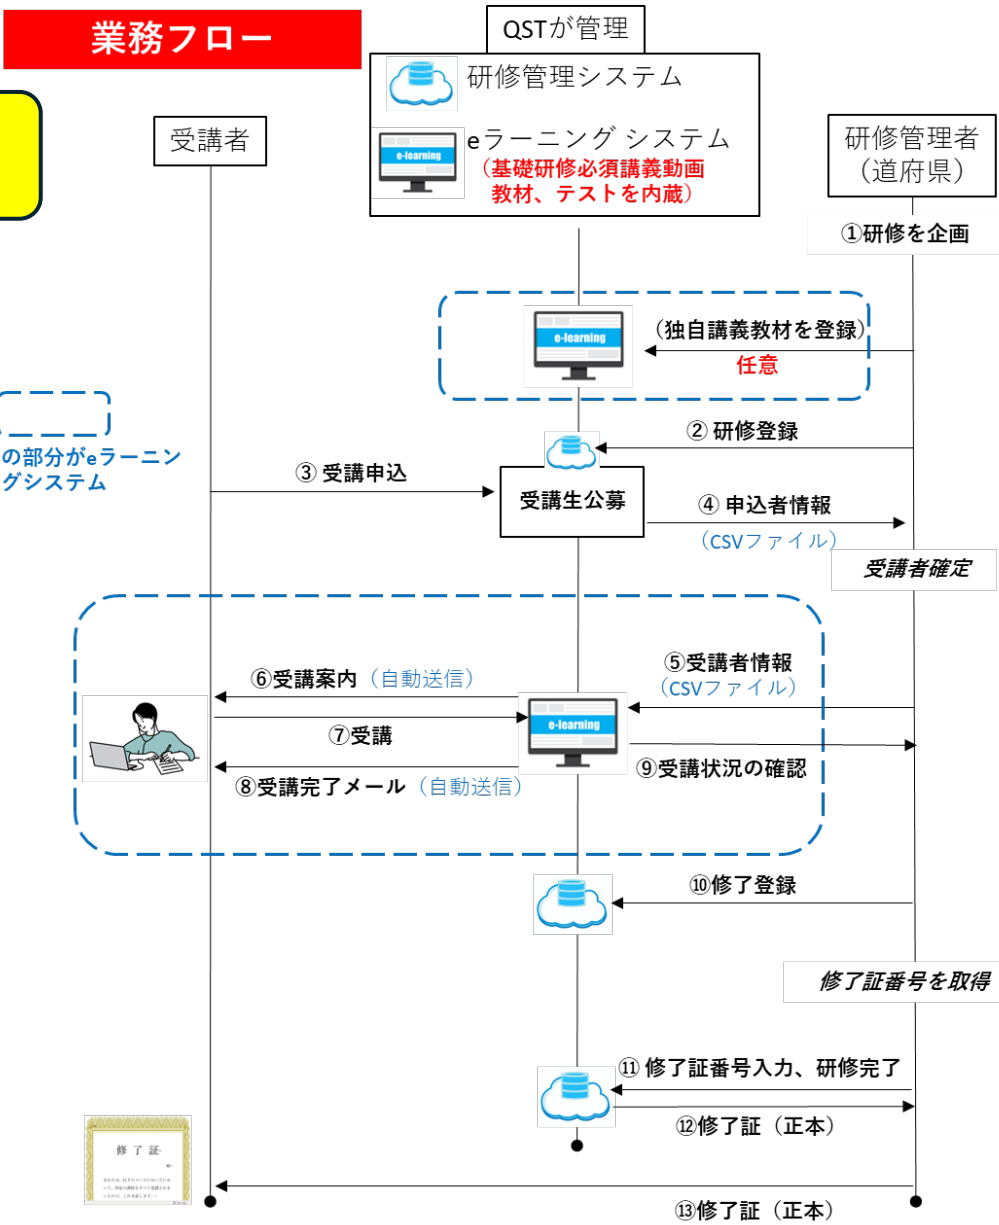 業務フロー
QSTが管理
研修管理システム
e-learning
eラーニング システム
（基礎研修必須講義動画
教材、テストを内蔵）
受講者
研修管理者
（道府県）
①研修を企画
e-learning
（独自講義教材を登録）
任意
② 研修登録
の部分がeラーニン
グシステム
③ 受講申込
受講生公募
④ 申込者情報
（CSVファイル）
受講者確定
⑤受講者情報
（CSVファイル）
⑥受講案内（自動送信）
e-learning
⑦受講
⑧受講完了メール（自動送信）
⑨受講状況の確認
⑩修了登録
修了証番号を取得
⑪ 修了証番号入力、研修完了
⑫修了証（正本）
修了証
⑬修了証（正本）